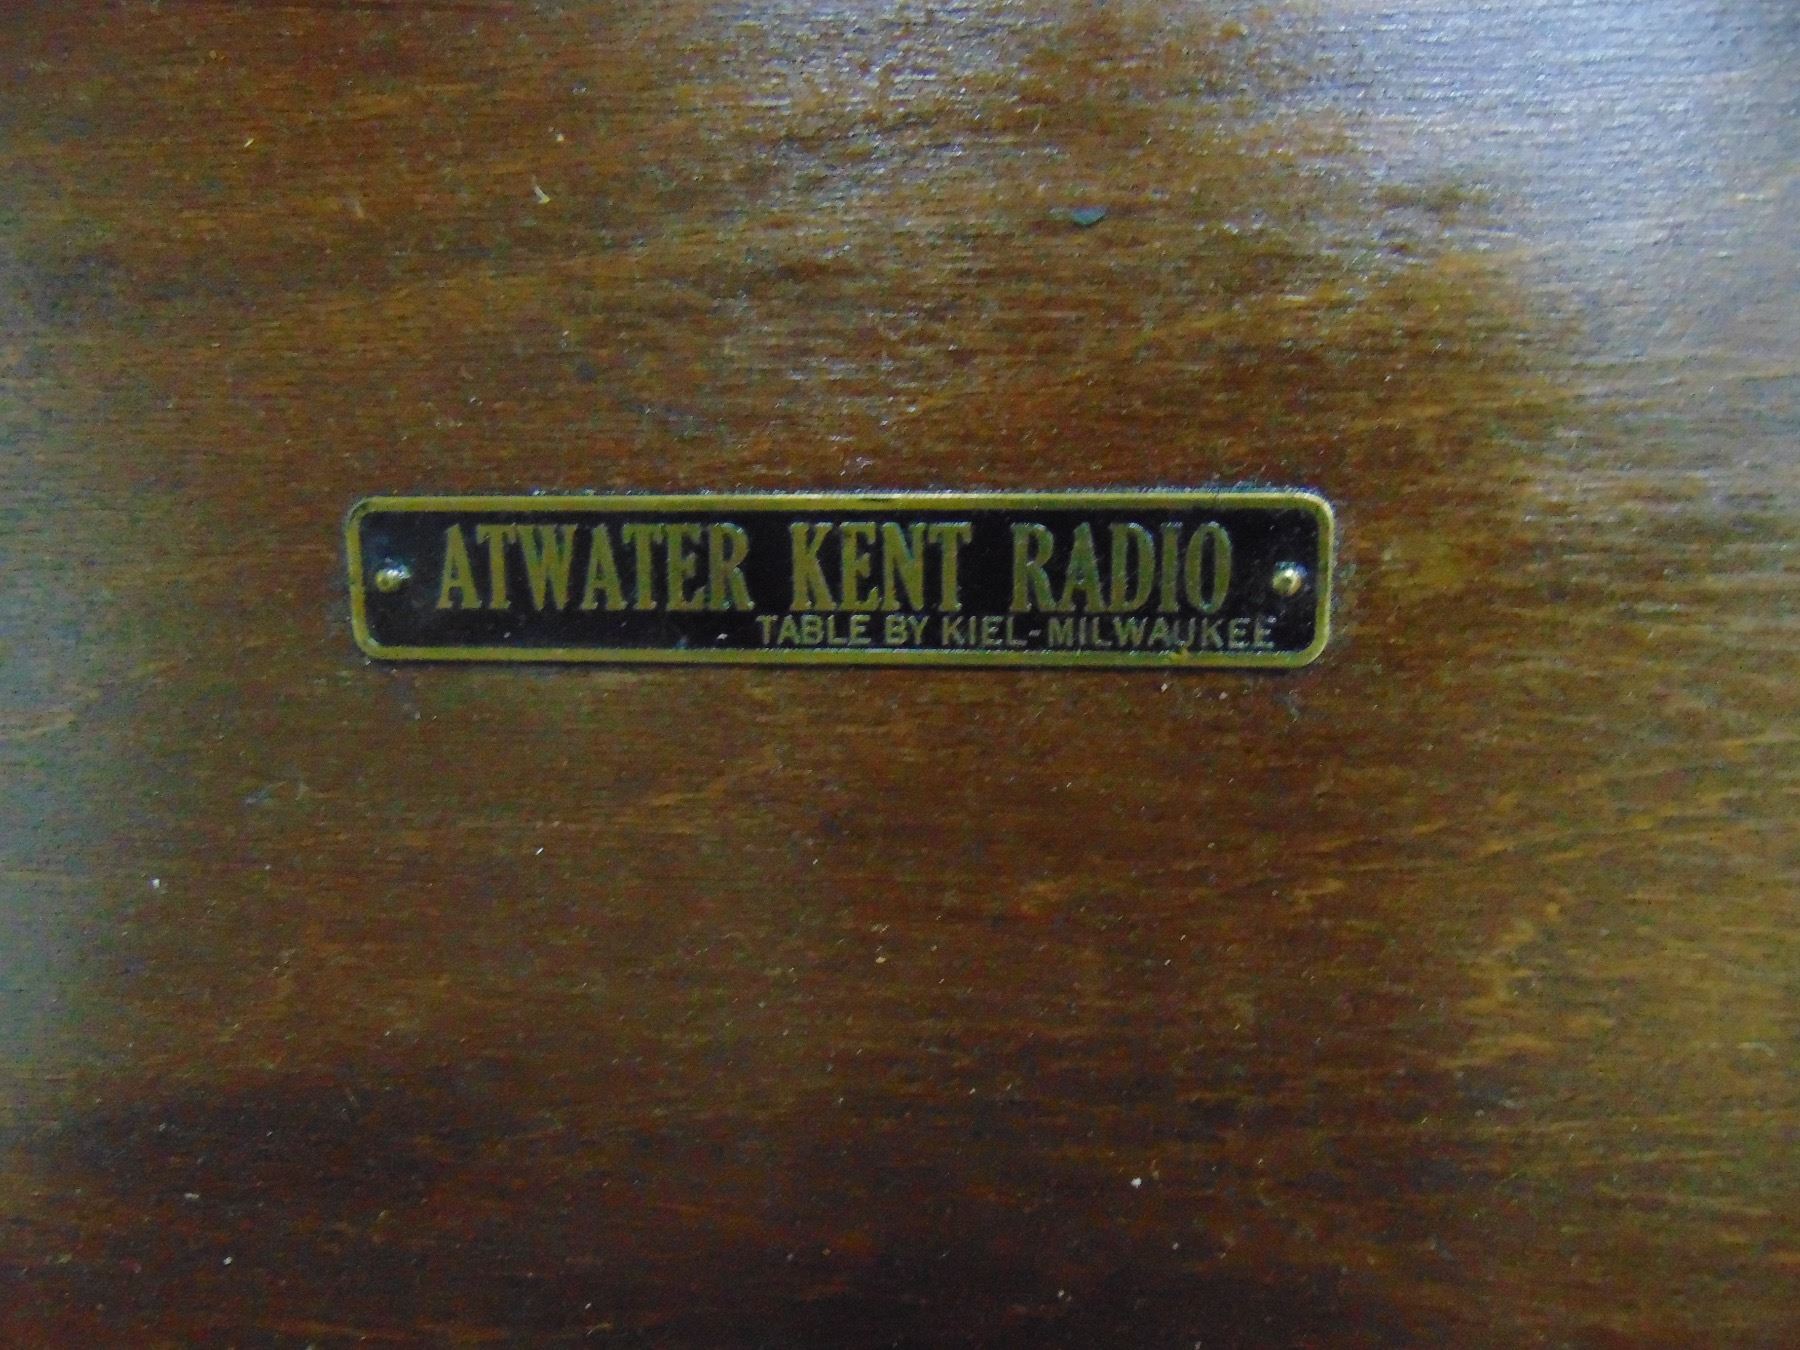 ATWATER KENT RADIO
TABLE BY KIEL-MILWAUKEE